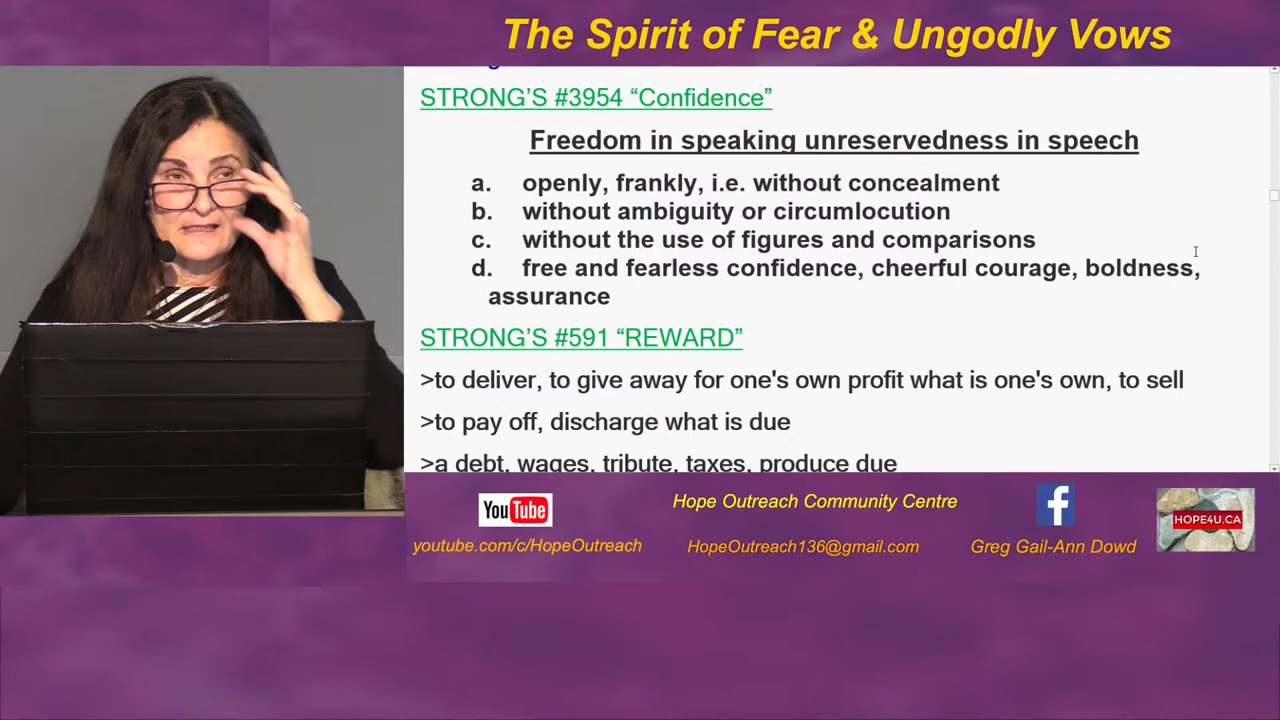 The Spirit of Fear & Ungodly Vows
STRONG’S #3954 “Confidence”
Freedom in speaking unreservedness in speech
a. openly, frankly, i.e. without concealment
b. without ambiguity or circumlocution
c. without the use of figures and comparisons
d. free and fearless confidence, cheerful courage, boldness,
assurance
STRONG’S #591 “REWARD”
>to deliver, to give away for one's own profit what is one's own, to sell
>to pay off, discharge what is due
>a debt, wages, tribute, taxes, produce due
YouTube
Hope Outreach Community Centre
f
HOPE4U.CA
youtube.com/c/HopeOutreach
HopeOutreach136@gmail.com
Greg Gail-Ann Dowd